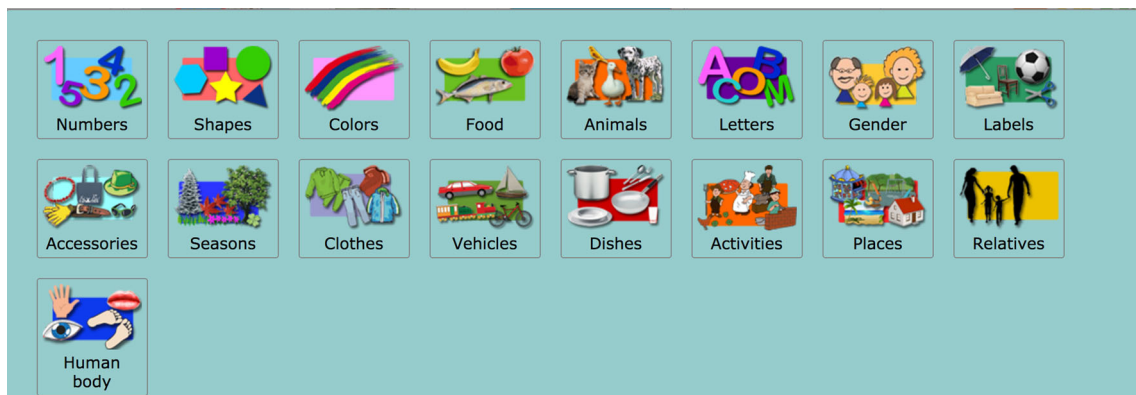 Numbers
Shapes
Colors
Food
Animals
Letters
Gender
Labels
Accessories
Seasons
Clothes
Vehicles
Dishes
Activities
Places
Relatives
Human
body